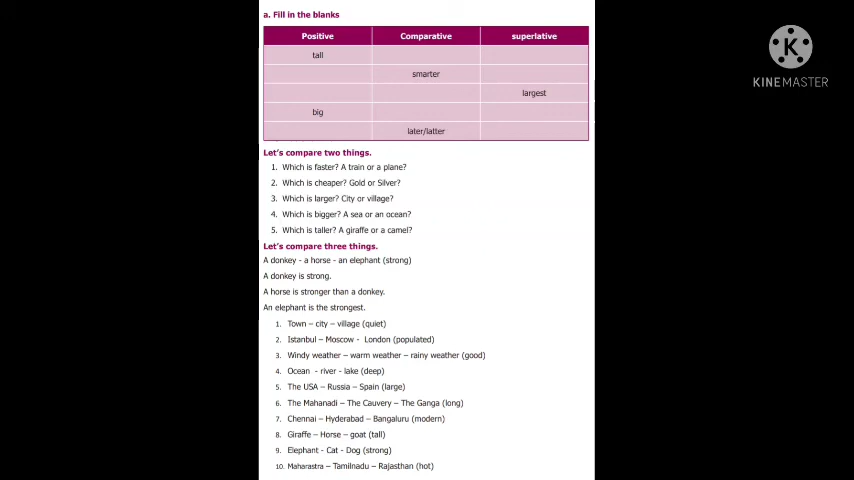 a. Fill in the blanks
Positive Comparative superlative
tall
smarter
largest
big
later/latter
Let's compare two things.
1. Which is faster? A train or a plane?
2. Which is cheaper? Gold or Silver?
3. Which is larger? City or village?
4. Which is bigger? A sea or an ocean?
5. Which is taller? A giraffe or a camel?
Let's compare three things.
A donkey - a horse - an elephant (strong)
A donkey is strong.
A horse is stronger than a donkey.
An elephant is the strongest.
1. Town – city – village (quiet)
2. Istanbul – Moscow - London (populated)
3. Windy weather – warm weather – rainy weather (good)
4. Ocean - river - lake (deep)
5. The USA – Russia – Spain (large)
6. The Mahanadi – The Cauvery – The Ganga (long)
7. Chennai – Hyderabad – Bangaluru (modern)
8. Giraffe – Horse – goat (tall)
9. Elephant - Cat - Dog (strong)
10. Maharastra – Tamilnadu – Rajasthan (hot)
K
KINEMASTER